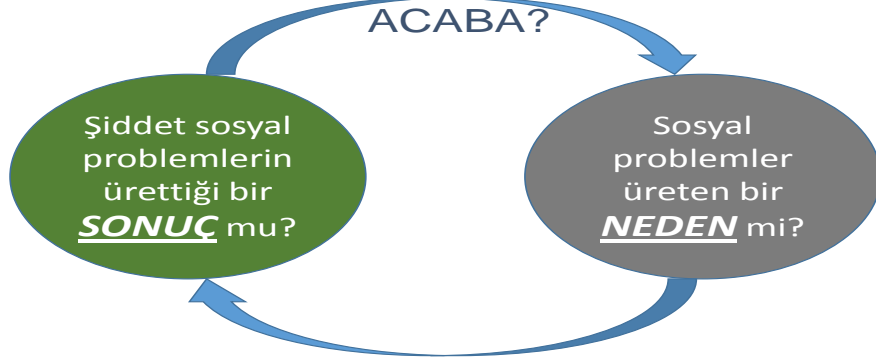 ACABA?
Şiddet sosyal
problemlerin
ürettiği bir
SONUÇ mu?
Sosyal
problemler
üreten bir
NEDEN mi?